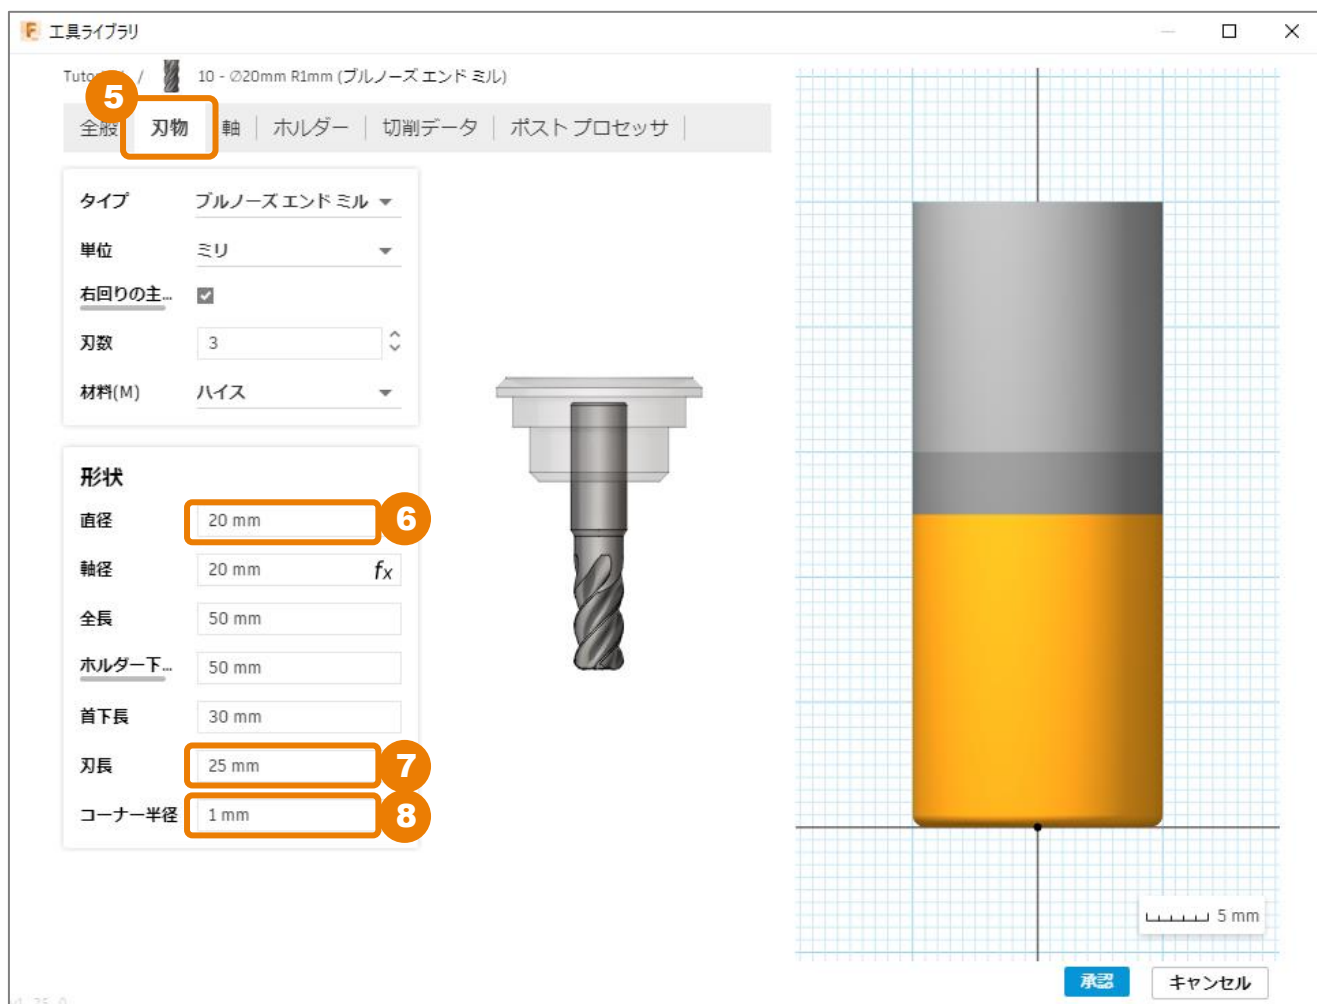 工具ライブラリ
10 - ∅20mm R1mm (ブルノーズ エンド ミル)
5
全般 刃物 軸 ホルダー 切削データ ポスト プロセッサ
タイプ ブルノーズ エンド ミル
単位 ミリ
右回りの主...
刃数 3
材料(M) ハイス
形状
直径 20 mm 6
軸径 20 mm fx
全長 50 mm
ホルダー下... 50 mm
首下長 30 mm
刃長 25 mm 7
コーナー半径 1 mm 8
5 mm
承認 キャンセル